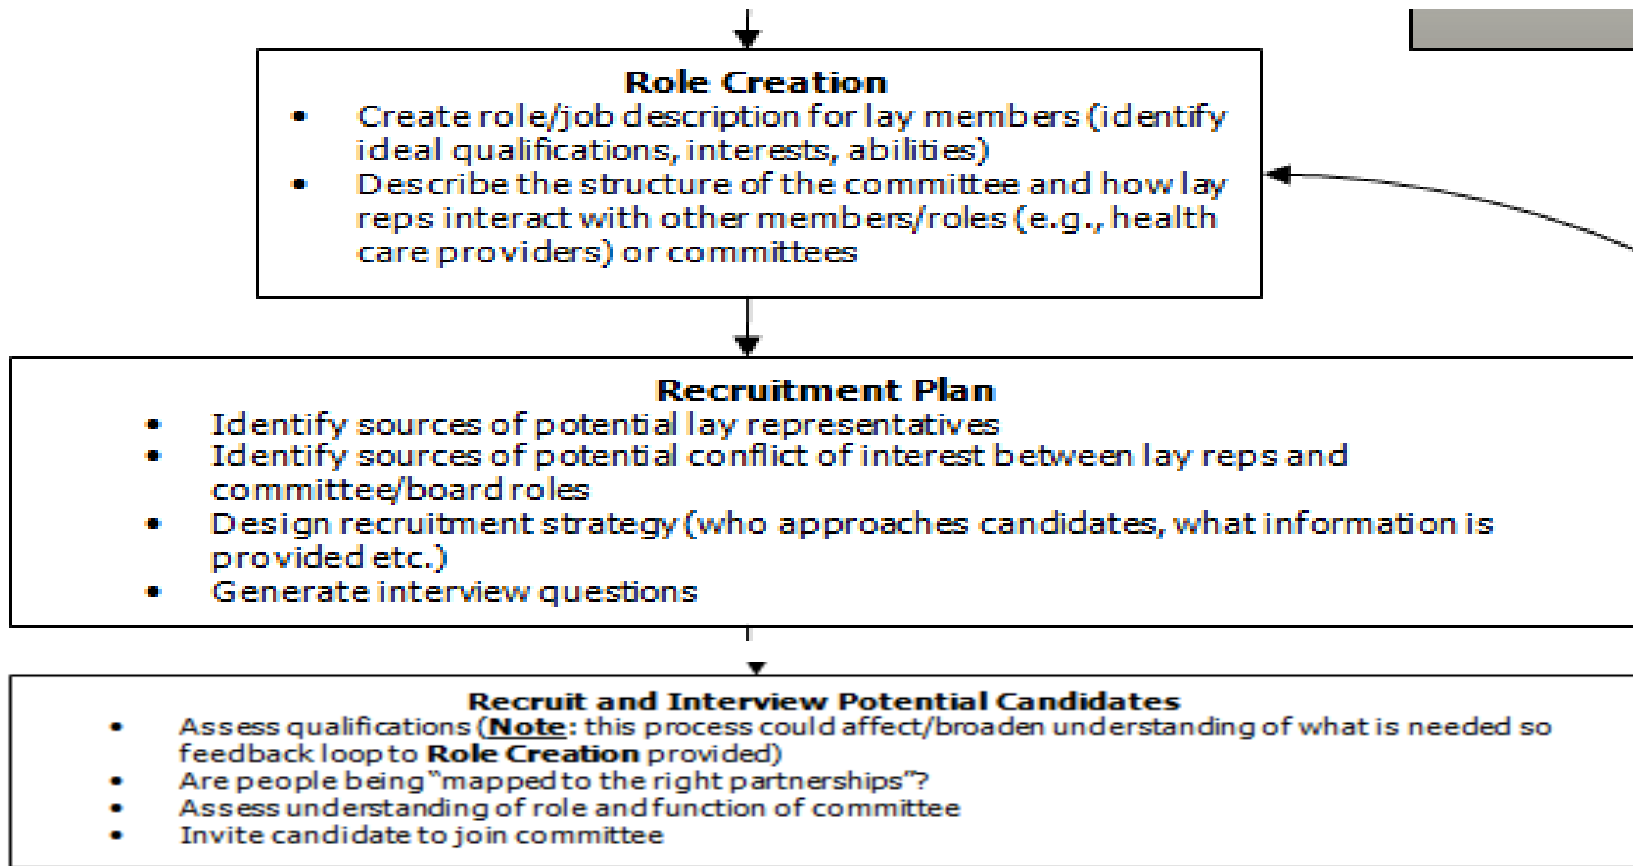 Role Creation
• Create role/job description for lay members (identify
ideal qualifications, interests, abilities)
• Describe the structure of the committee and how lay
reps interact with other members/roles (e.g., health
care providers) or committees
Recruitment Plan
• Identify sources of potential lay representatives
• Identify sources of potential conflict of interest between lay reps and
committee/board roles
• Design recruitment strategy (who approaches candidates, what information is
provided etc.)
• Generate interview questions
Recruit and Interview Potential Candidates
• Assess qualifications (Note: this process could affect/broaden understanding of what is needed so
feedback loop to Role Creation provided)
• Are people being “mapped to the right partnerships”?
• Assess understanding of role and function of committee
• Invite candidate to join committee